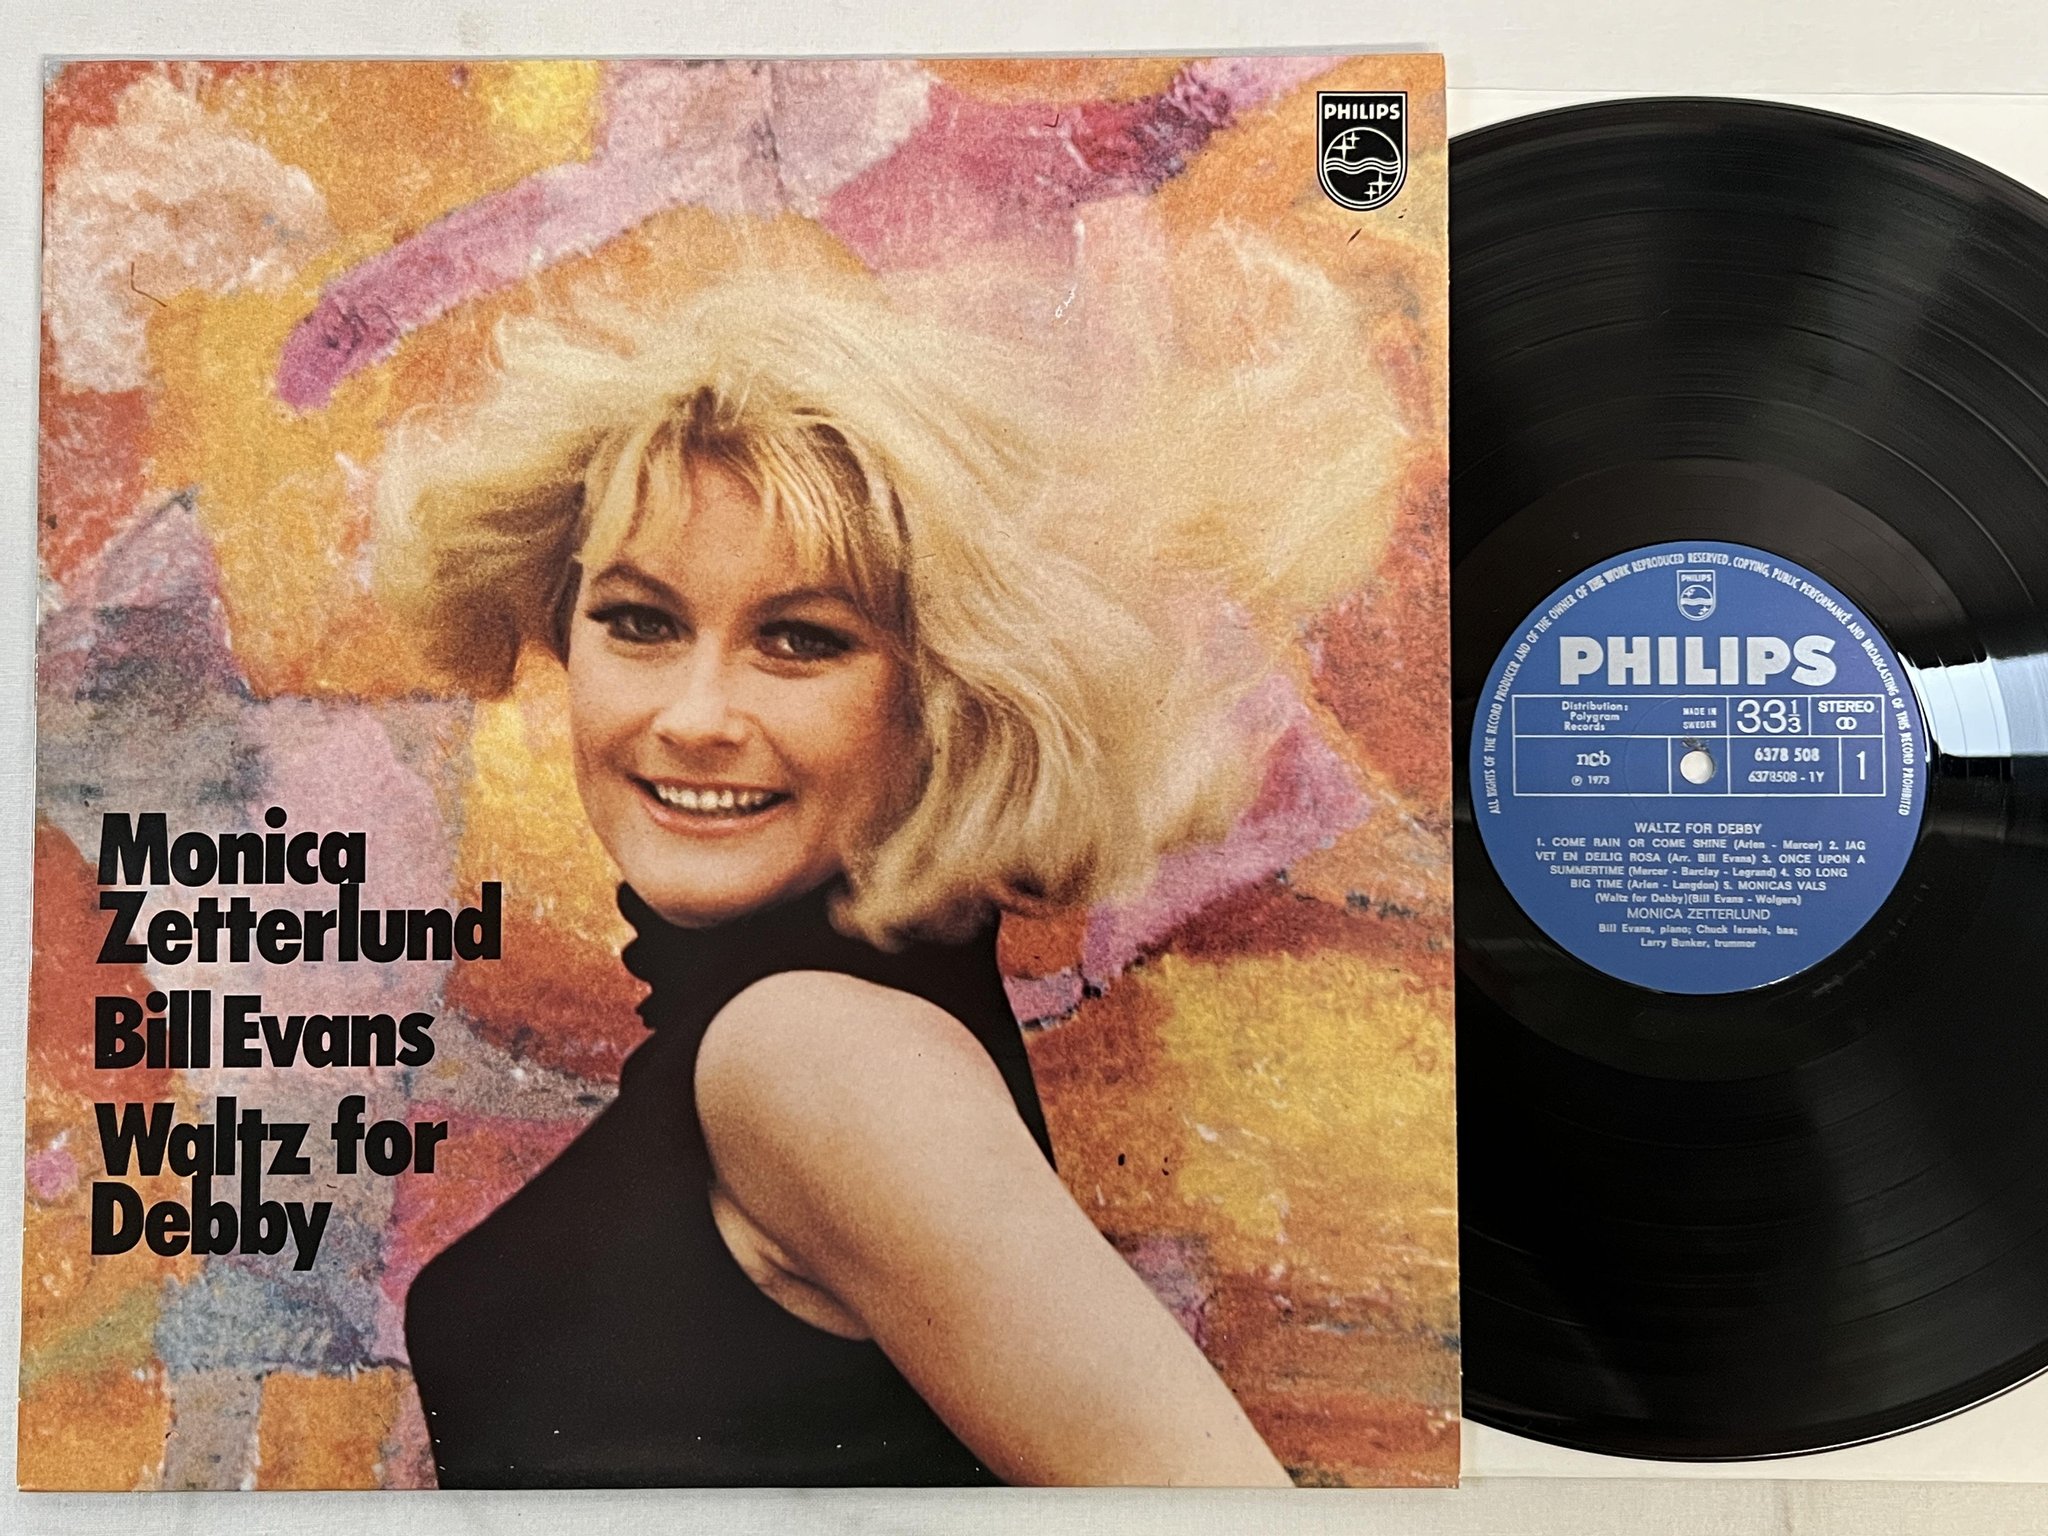 PHILIPS
Monica
Zetterlund
Bill Evans
Waltz for
Debby
ALL RIGHTS OF THE RECORD PRODUCER AND OF THE OWNER OF THE WORK REPRODUCED RESERVED. COPYING, PUBLIC PERFORMANCE AND BROADCASTING OF THIS RECORD PROHIBITED
PHILIPS
PHILIPS
Distribution:
Polygram
Records
MADE IN
SWEDEN
33 1/3
STEREO
ncb
℗ 1973
6378 508
6378508 - 1Y
1
WALTZ FOR DEBBY
1. COME RAIN OR COME SHINE (Arlen - Mercer) 2. JAG
VET EN DEJLIG ROSA (Arr. Bill Evans) 3. ONCE UPON A
SUMMERTIME (Mercer - Barclay - Legrand) 4. SO LONG
BIG TIME (Arlen - Langdon) 5. MONICAS VALS
(Waltz for Debby)(Bill Evans - Wolgers)
MONICA ZETTERLUND
Bill Evans, piano; Chuck Israels, bas;
Larry Bunker, trummor